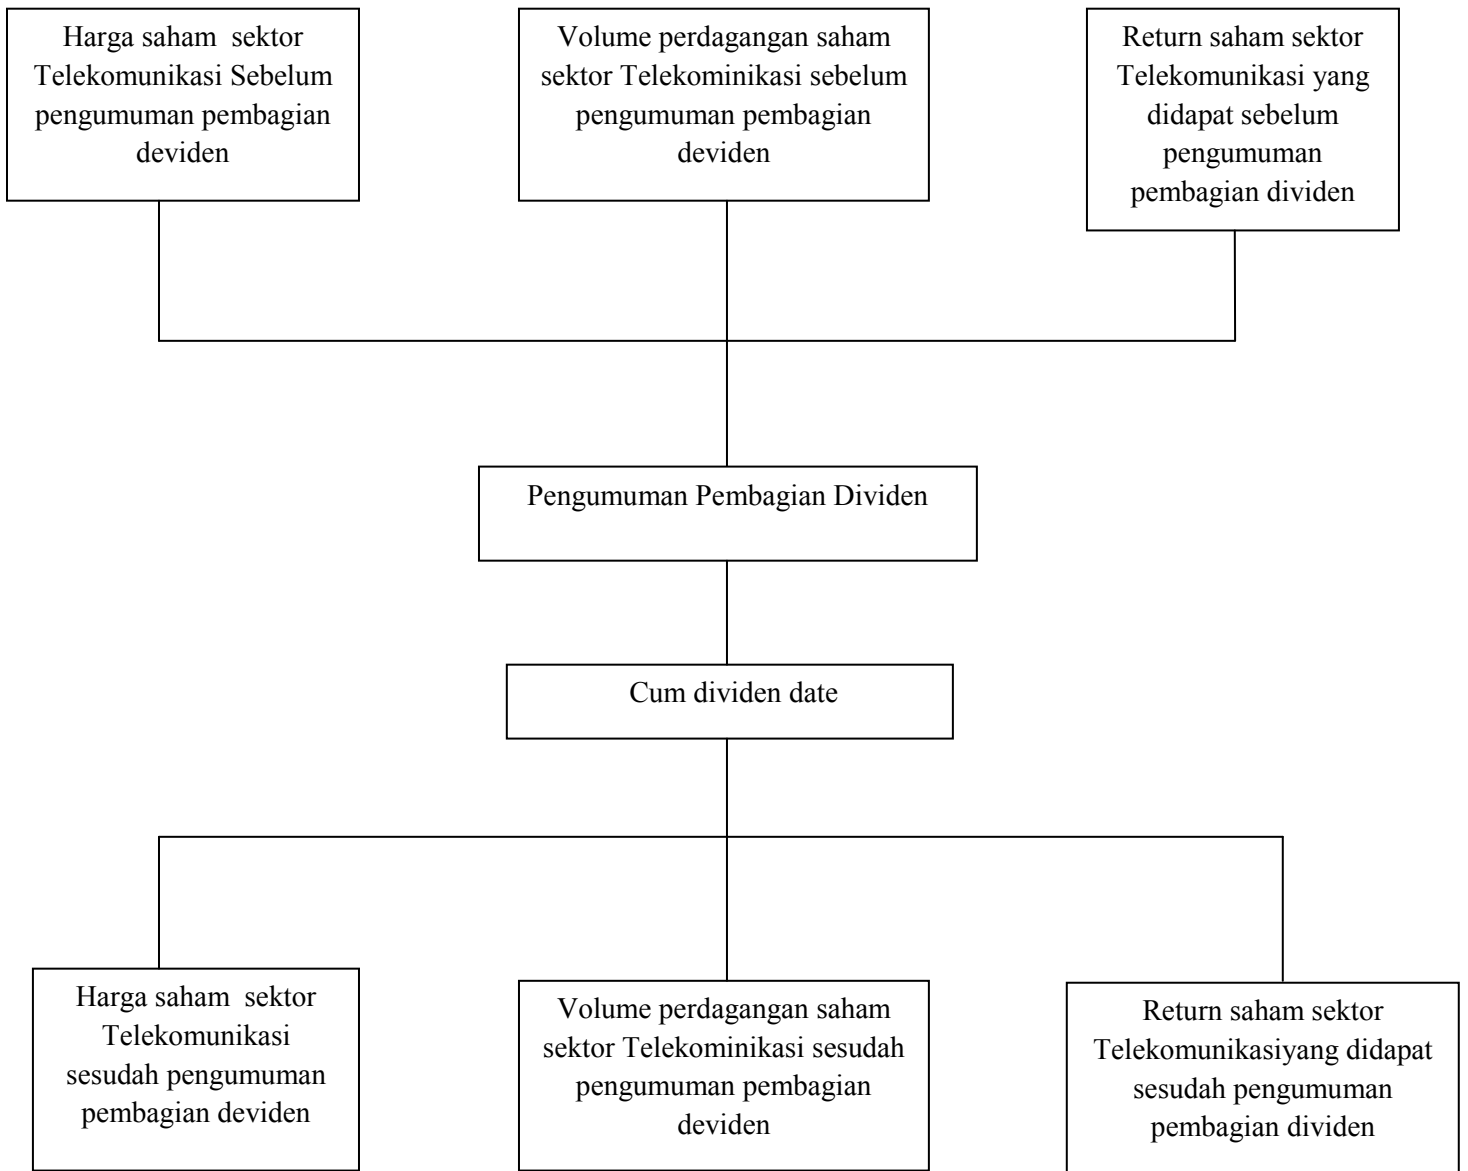 Harga saham  sektor
Telekomunikasi Sebelum
pengumuman pembagian
deviden
Volume perdagangan saham
sektor Telekominikasi sebelum
pengumuman pembagian
deviden
Return saham sektor
Telekomunikasi yang
didapat sebelum
pengumuman
pembagian dividen
Pengumuman Pembagian Dividen
Cum dividen date
Harga saham  sektor
Telekomunikasi
sesudah pengumuman
pembagian deviden
Volume perdagangan saham
sektor Telekominikasi sesudah
pengumuman pembagian
deviden
Return saham sektor
Telekomunikasiyang didapat
sesudah pengumuman
pembagian dividen